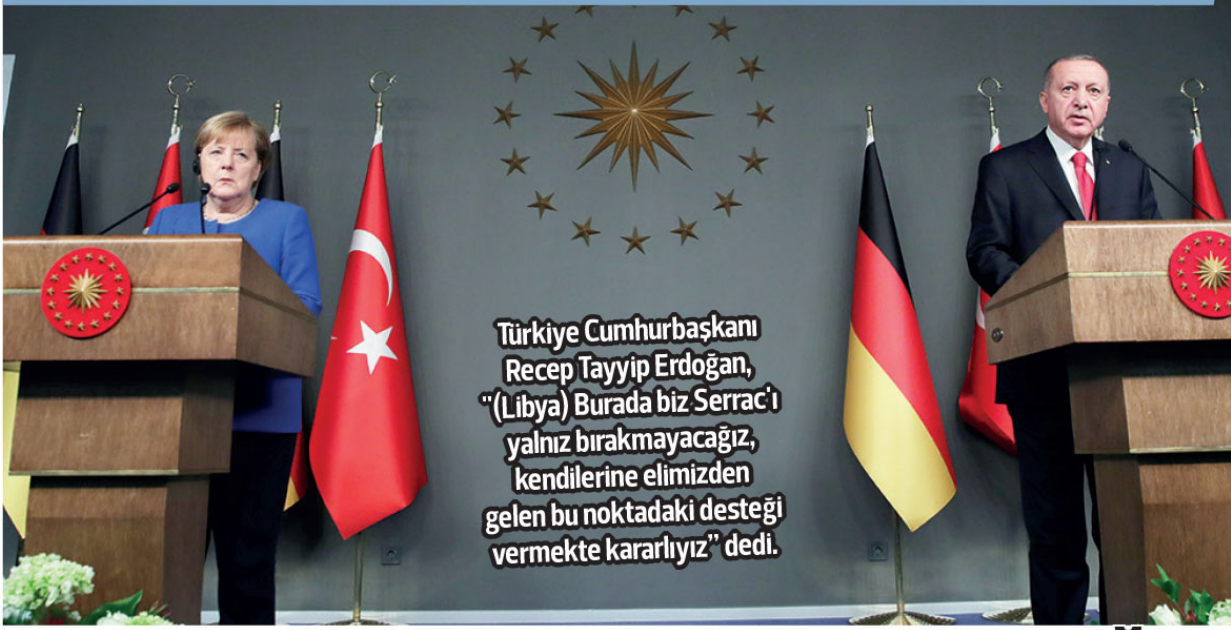 Türkiye Cumhurbaşkanı
Recep Tayyip Erdoğan,
"(Libya) Burada biz Serrac'ı
yalnız bırakmayacağız,
kendilerine elimizden
gelen bu noktadaki desteği
vermekte kararlıyız” dedi.